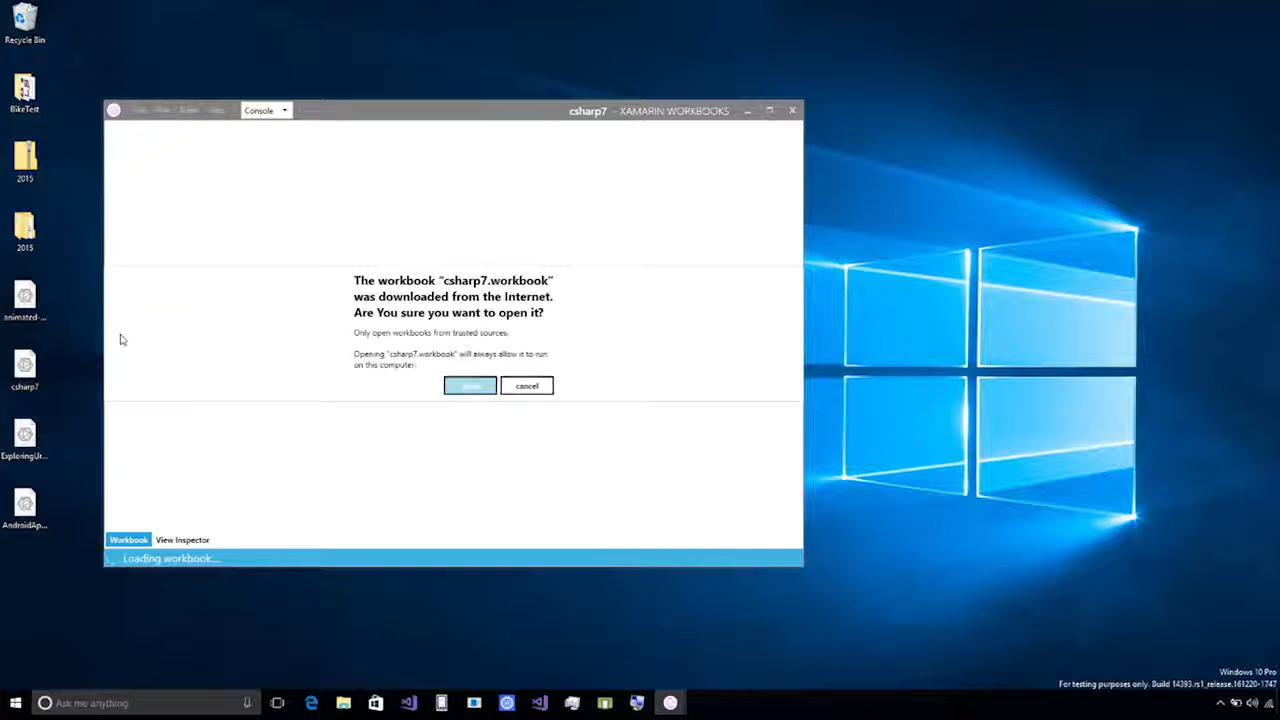 Recycle Bin
BikeTest
2015
2015
animated-...
csharp7
ExploringUr...
AndroidAp...
Console
csharp7 – XAMARIN WORKBOOKS
The workbook “csharp7.workbook”
was downloaded from the Internet.
Are You sure you want to open it?
Only open workbooks from trusted sources.
Opening “csharp7.workbook” will always allow it to run
on this computer.
cancel
Workbook View Inspector
Loading workbook...
Windows 10 Pro
For testing purposes only. Build 14393.rs1_release.161220-1747
Ask me anything